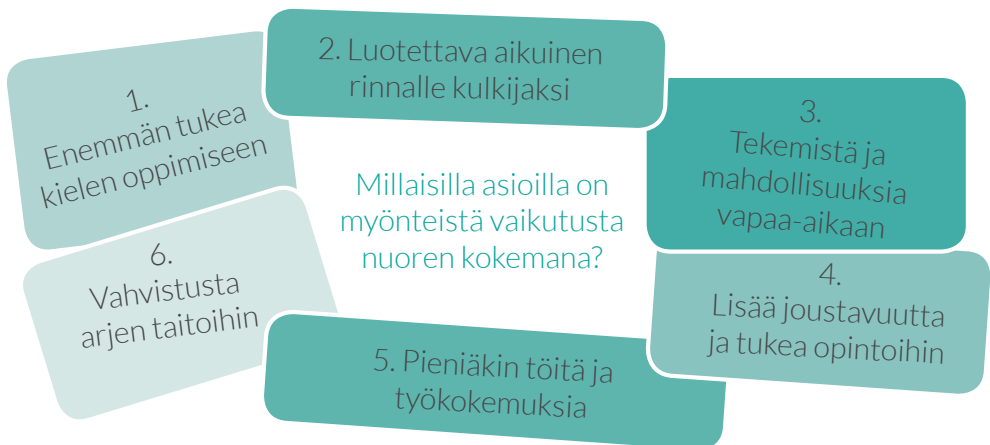 Millaisilla asioilla on
myönteistä vaikutusta
nuoren kokemana?
1.
Enemmän tukea
kielen oppimiseen
2. Luotettava aikuinen
rinnalle kulkijaksi
3.
Tekemistä ja
mahdollisuuksia
vapaa-aikaan
4.
Lisää joustavuutta
ja tukea opintoihin
5. Pieniäkin töitä ja
työkokemuksia
6.
Vahvistusta
arjen taitoihin